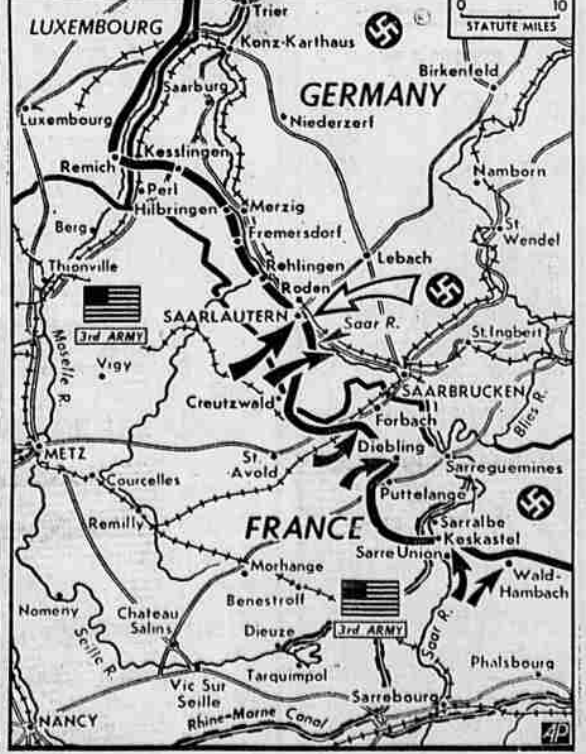 Trier
0 10
STATUTE MILES
LUXEMBOURG
Konz-Karthaus
Birkenfeld
Saarburg
GERMANY
Luxembourg
Niederzerf
Remich
Kesslingen
Namborn
Perl
Hilbringen
Merzig
Berg
Fremersdorf
St. Wendel
Lebach
Thionville
Rehlingen
Roden
3rd ARMY
SAARLAUTERN
Saar R.
St. Ingbert
Moselle R.
Vigy
SAARBRUCKEN
Creutzwald
Forbach
Blies R.
METZ
St. Avold
Diebling
Sarreguemines
Courcelles
Puttelange
Remilly
FRANCE
Sarralbe
Keskastel
Sarre Union
Morhange
Wald-
Hambach
Benestroff
Nomeny
Chateau
Salins
3rd ARMY
Seille R.
Dieuze
Saar R.
Tarquimpol
Phalsbourg
Vic Sur
Seille
Sarrebourg
NANCY
Rhine-Marne Canal
AP